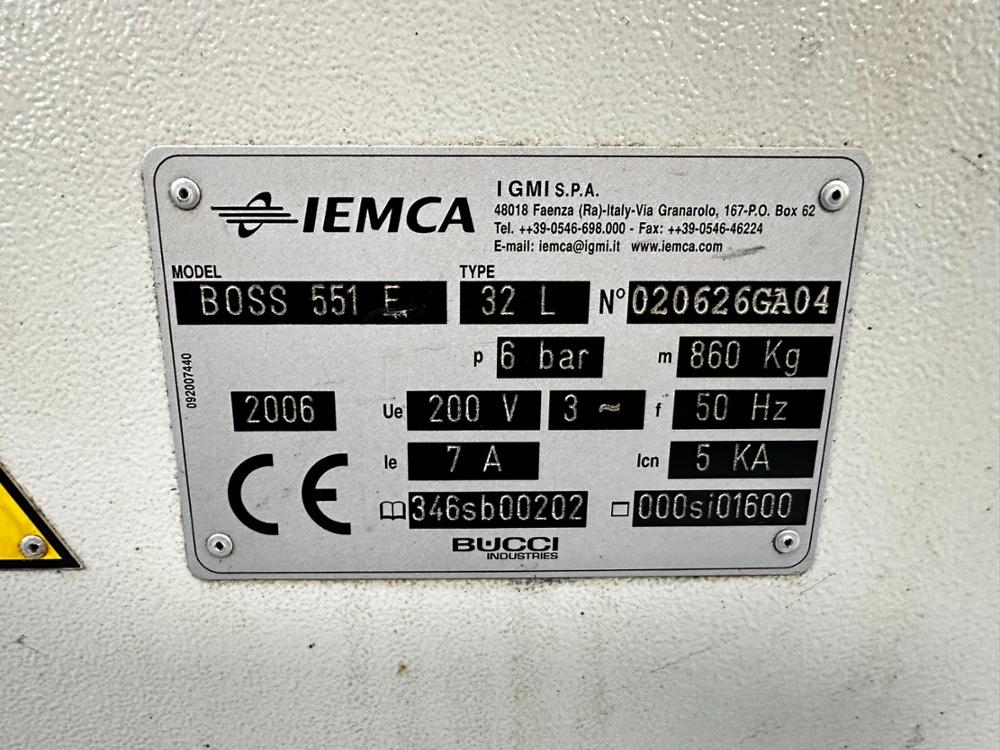 IEMCA
I GMI S.P.A.
48018 Faenza (Ra)-Italy-Via Granarolo, 167-P.O. Box 62
Tel. ++39-0546-698.000 - Fax: ++39-0546-46224
E-mail: iemca@igmi.it www.iemca.com
MODEL TYPE
BOSS 551 E 32 L N° 020626GA04
p 6 bar m 860 Kg
092007440
2006 Ue 200 V 3 ~ f 50 Hz
Ie 7 A Icn 5 KA
CE
346sb00202 000si01600
BUCCI
INDUSTRIES